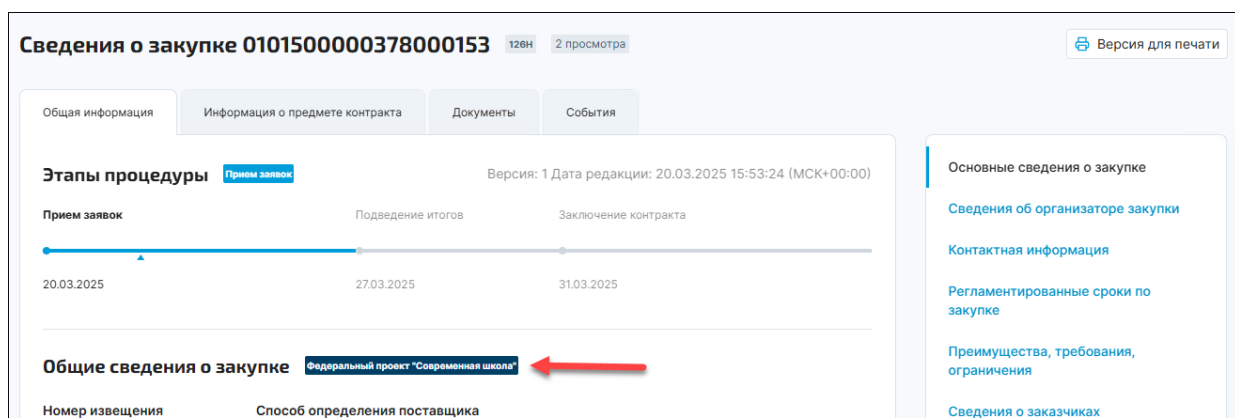 Сведения о закупке 0101500000378000153 126Н 2 просмотра
Версия для печати
Общая информация Информация о предмете контракта Документы События
Этапы процедуры Прием заявок Версия: 1 Дата редакции: 20.03.2025 15:53:24 (МСК+00:00)
Прием заявок Подведение итогов Заключение контракта
20.03.2025 27.03.2025 31.03.2025
Общие сведения о закупке Федеральный проект "Современная школа"
Номер извещения Способ определения поставщика
Основные сведения о закупке
Сведения об организаторе закупки
Контактная информация
Регламентированные сроки по
закупке
Преимущества, требования,
ограничения
Сведения о заказчиках